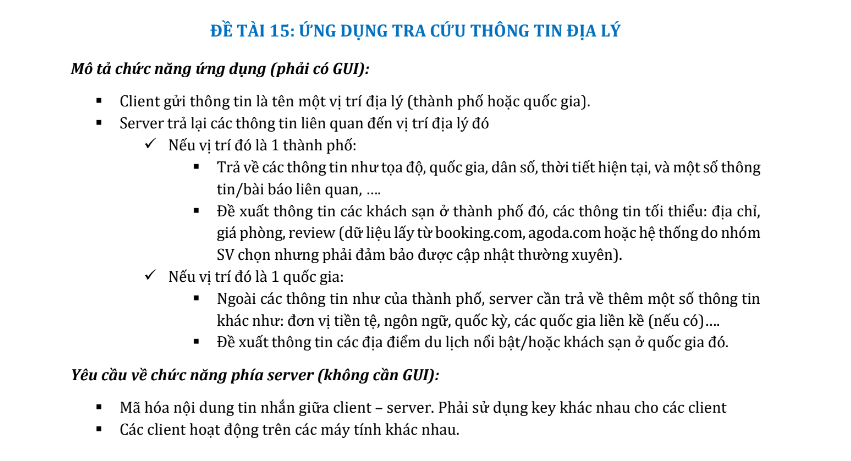 ĐỀ TÀI 15: ỨNG DỤNG TRA CỨU THÔNG TIN ĐỊA LÝ
Mô tả chức năng ứng dụng (phải có GUI):
▪ Client gửi thông tin là tên một vị trí địa lý (thành phố hoặc quốc gia).
▪ Server trả lại các thông tin liên quan đến vị trí địa lý đó
✓ Nếu vị trí đó là 1 thành phố:
▪ Trả về các thông tin như tọa độ, quốc gia, dân số, thời tiết hiện tại, và một số thông
tin/bài báo liên quan, ….
▪ Đề xuất thông tin các khách sạn ở thành phố đó, các thông tin tối thiểu: địa chỉ,
giá phòng, review (dữ liệu lấy từ booking.com, agoda.com hoặc hệ thống do nhóm
SV chọn nhưng phải đảm bảo được cập nhật thường xuyên).
✓ Nếu vị trí đó là 1 quốc gia:
▪ Ngoài các thông tin như của thành phố, server cần trả về thêm một số thông tin
khác như: đơn vị tiền tệ, ngôn ngữ, quốc kỳ, các quốc gia liền kề (nếu có)….
▪ Đề xuất thông tin các địa điểm du lịch nổi bật/hoặc khách sạn ở quốc gia đó.
Yêu cầu về chức năng phía server (không cần GUI):
▪ Mã hóa nội dung tin nhắn giữa client – server. Phải sử dụng key khác nhau cho các client
▪ Các client hoạt động trên các máy tính khác nhau.